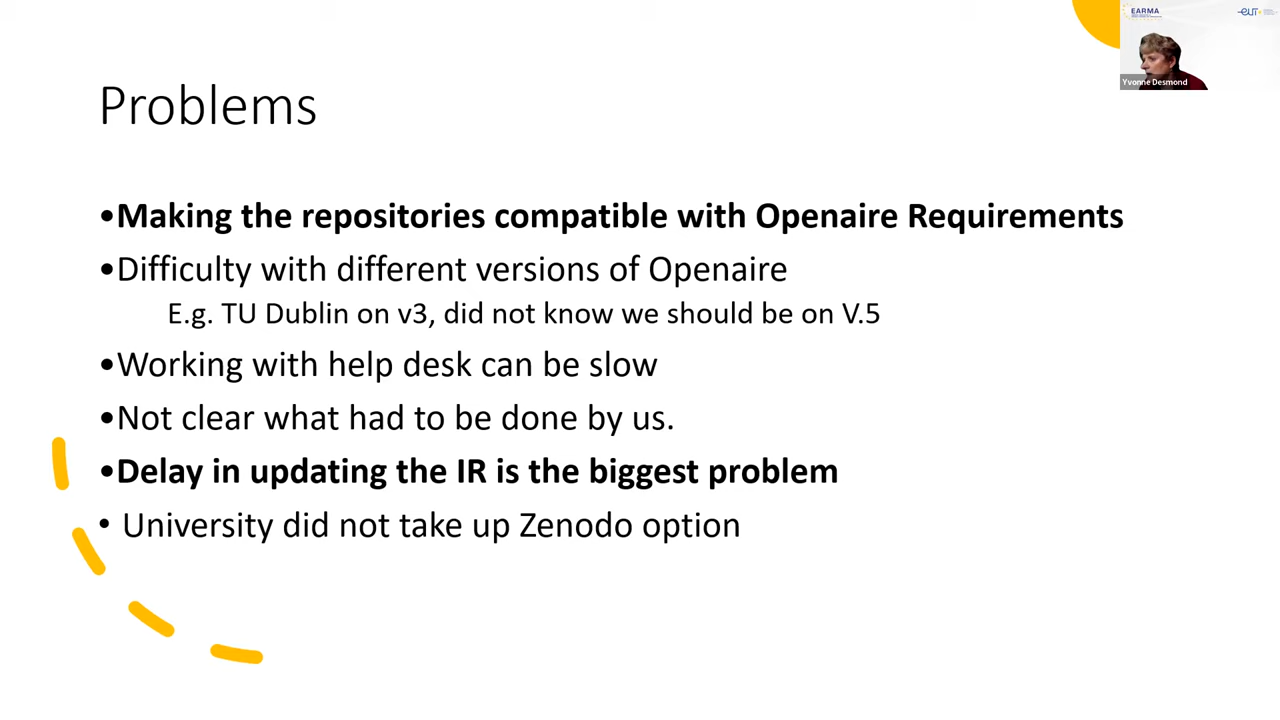 EARMA
eut
Yvonne Desmond
Problems
•Making the repositories compatible with Openaire Requirements
•Difficulty with different versions of Openaire
E.g. TU Dublin on v3, did not know we should be on V.5
•Working with help desk can be slow
•Not clear what had to be done by us.
•Delay in updating the IR is the biggest problem
• University did not take up Zenodo option